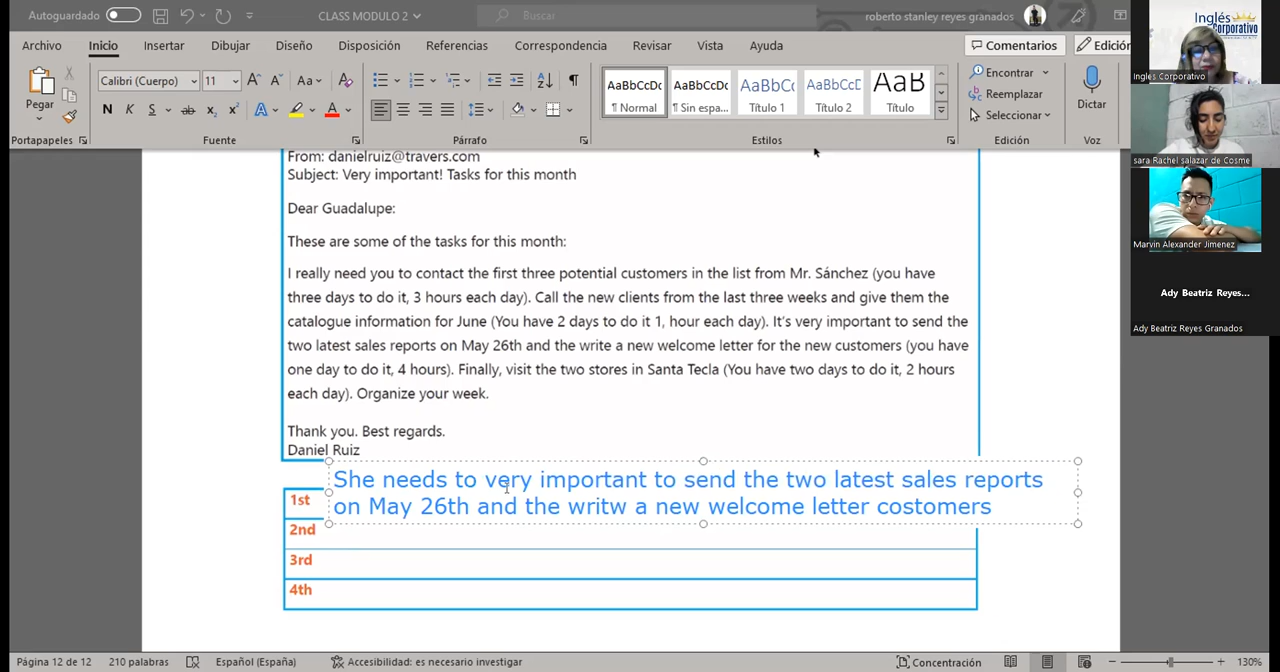 Autoguardado
CLASS MODULO 2
Buscar
roberto stanley reyes granados
Archivo Inicio Insertar Dibujar Diseño Disposición Referencias Correspondencia Revisar Vista Ayuda
Comentarios
Edición
Pegar
Calibri (Cuerpo)
11
Aa
N K S ab x₂ x² A A
AaBbCcDc
¶ Normal
AaBbCcDc
¶ Sin espa...
AaBbCc
Título 1
AaBbCcD
Título 2
AaB
Título
Encontrar
Reemplazar
Seleccionar
Dictar
Portapapeles Fuente Párrafo Estilos Edición Voz
From: danielruiz@travers.com
Subject: Very important! Tasks for this month
Dear Guadalupe:
These are some of the tasks for this month:
I really need you to contact the first three potential customers in the list from Mr. Sánchez (you have
three days to do it, 3 hours each day). Call the new clients from the last three weeks and give them the
catalogue information for June (You have 2 days to do it 1, hour each day). It's very important to send the
two latest sales reports on May 26th and the write a new welcome letter for the new customers (you have
one day to do it, 4 hours). Finally, visit the two stores in Santa Tecla (You have two days to do it, 2 hours
each day). Organize your week.
Thank you. Best regards.
Daniel Ruiz
She needs to very important to send the two latest sales reports
on May 26th and the writw a new welcome letter costomers
1st
2nd
3rd
4th
Página 12 de 12
210 palabras
Español (España)
Accesibilidad: es necesario investigar
Concentración
130%
Inglés
Corporativo
Ingles Corporativo
sara Rachel salazar de Cosme
Marvin Alexander Jimenez
Ady Beatriz Reyes...
Ady Beatriz Reyes Granados